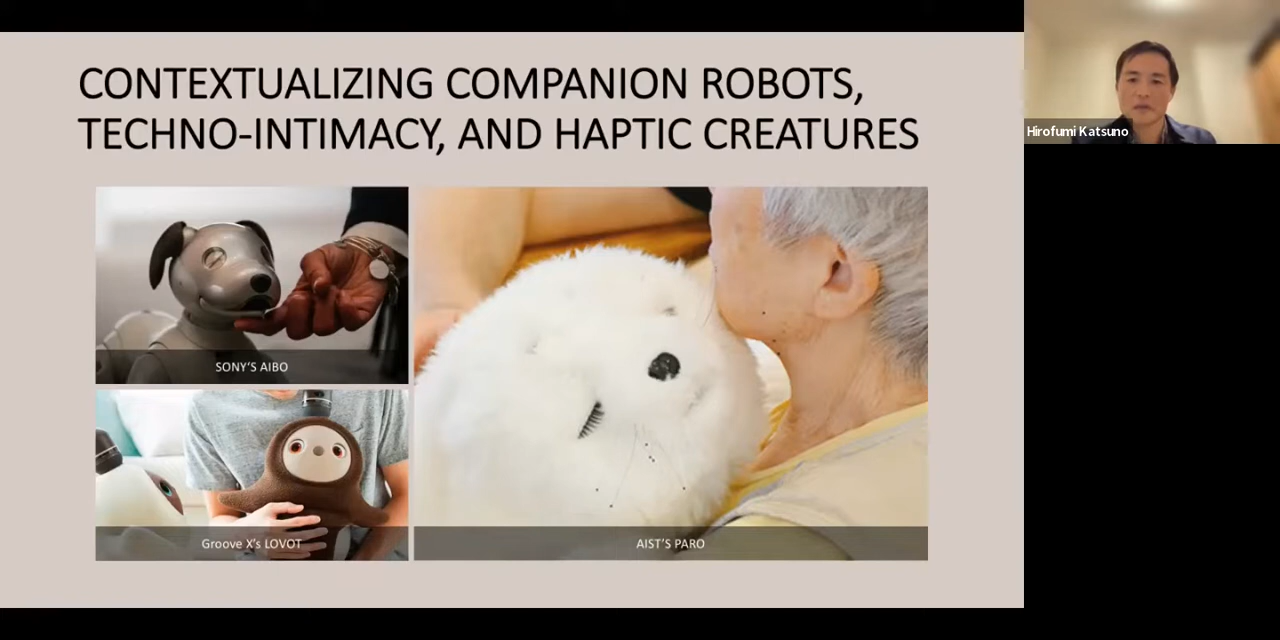 CONTEXTUALIZING COMPANION ROBOTS,
TECHNO-INTIMACY, AND HAPTIC CREATURES
SONY'S AIBO
Groove X's LOVOT
AIST'S PARO
Hirofumi Katsuno